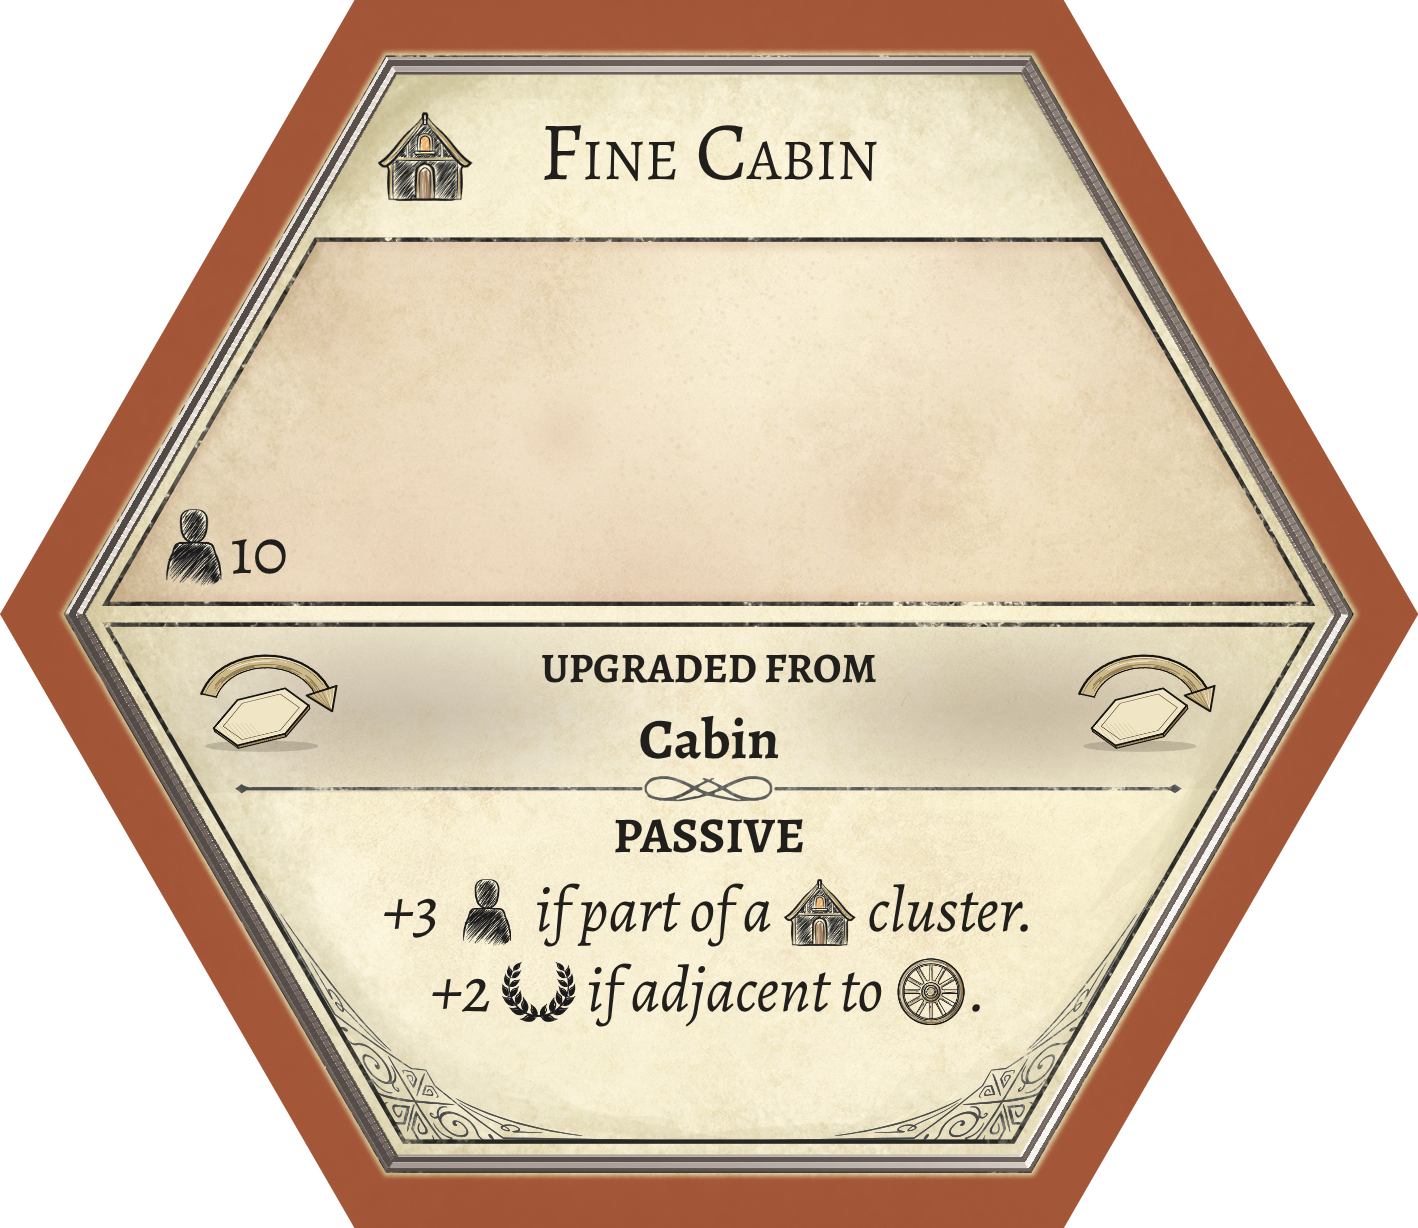 Fine Cabin
10
UPGRADED FROM
Cabin
PASSIVE
+3 if part of a cluster.
+2 if adjacent to .